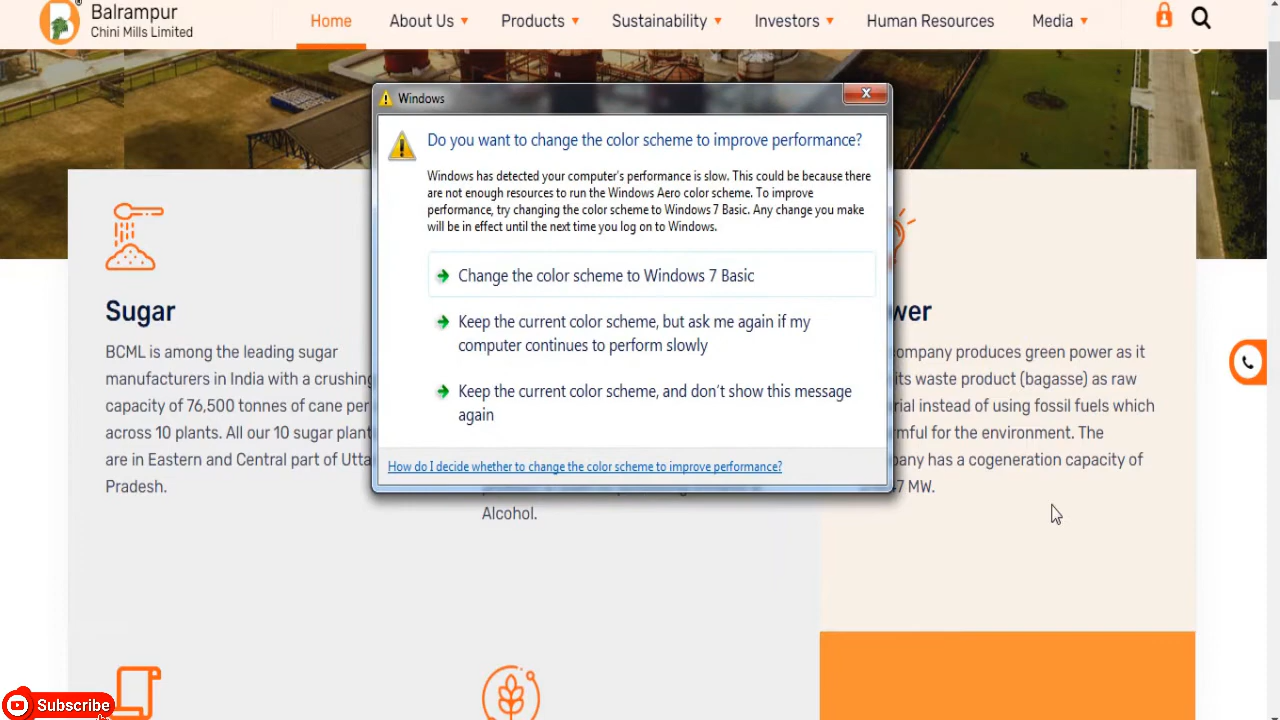 Balrampur
Chini Mills Limited
Home
About Us
Products
Sustainability
Investors
Human Resources
Media
Windows
Do you want to change the color scheme to improve performance?
Windows has detected your computer's performance is slow. This could be because there
are not enough resources to run the Windows Aero color scheme. To improve
performance, try changing the color scheme to Windows 7 Basic. Any change you make
will be in effect until the next time you log on to Windows.
Change the color scheme to Windows 7 Basic
Keep the current color scheme, but ask me again if my
computer continues to perform slowly
Keep the current color scheme, and don't show this message
again
How do I decide whether to change the color scheme to improve performance?
Sugar
BCML is among the leading sugar
manufacturers in India with a crushing
capacity of 76,500 tonnes of cane per
across 10 plants. All our 10 sugar plant
are in Eastern and Central part of Utta
Pradesh.
Alcohol.
wer
ompany produces green power as it
its waste product (bagasse) as raw
rial instead of using fossil fuels which
rmful for the environment. The
pany has a cogeneration capacity of
7 MW.
Subscribe